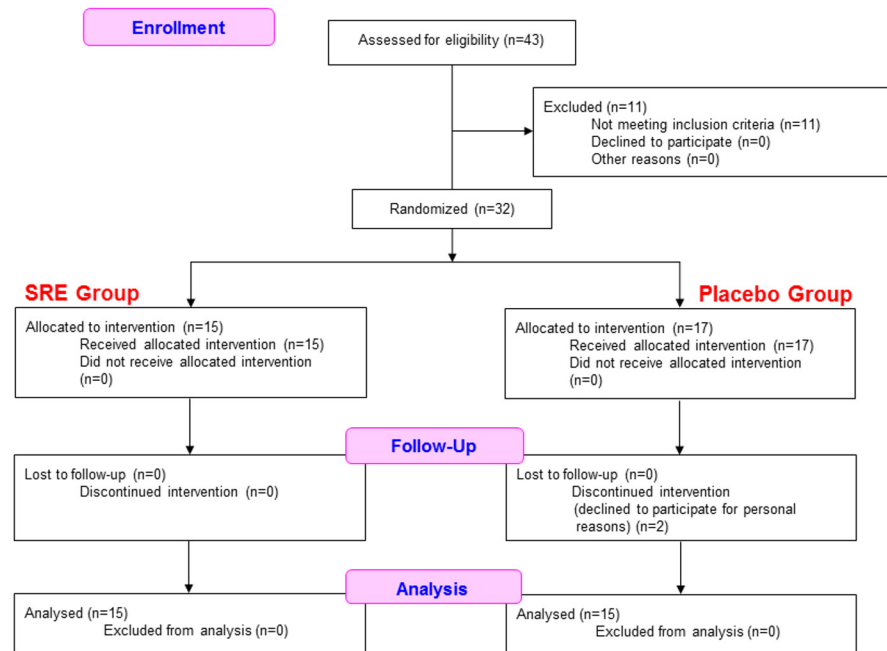 Enrollment
Assessed for eligibility (n=43)
Excluded (n=11)
Not meeting inclusion criteria (n=11)
Declined to participate (n=0)
Other reasons (n=0)
Randomized (n=32)
SRE Group
Placebo Group
Allocated to intervention (n=15)
Received allocated intervention (n=15)
Did not receive allocated intervention
(n=0)
Allocated to intervention (n=17)
Received allocated intervention (n=17)
Did not receive allocated intervention
(n=0)
Follow-Up
Lost to follow-up (n=0)
Discontinued intervention (n=0)
Lost to follow-up (n=0)
Discontinued intervention
(declined to participate for personal
reasons) (n=2)
Analysis
Analysed (n=15)
Excluded from analysis (n=0)
Analysed (n=15)
Excluded from analysis (n=0)